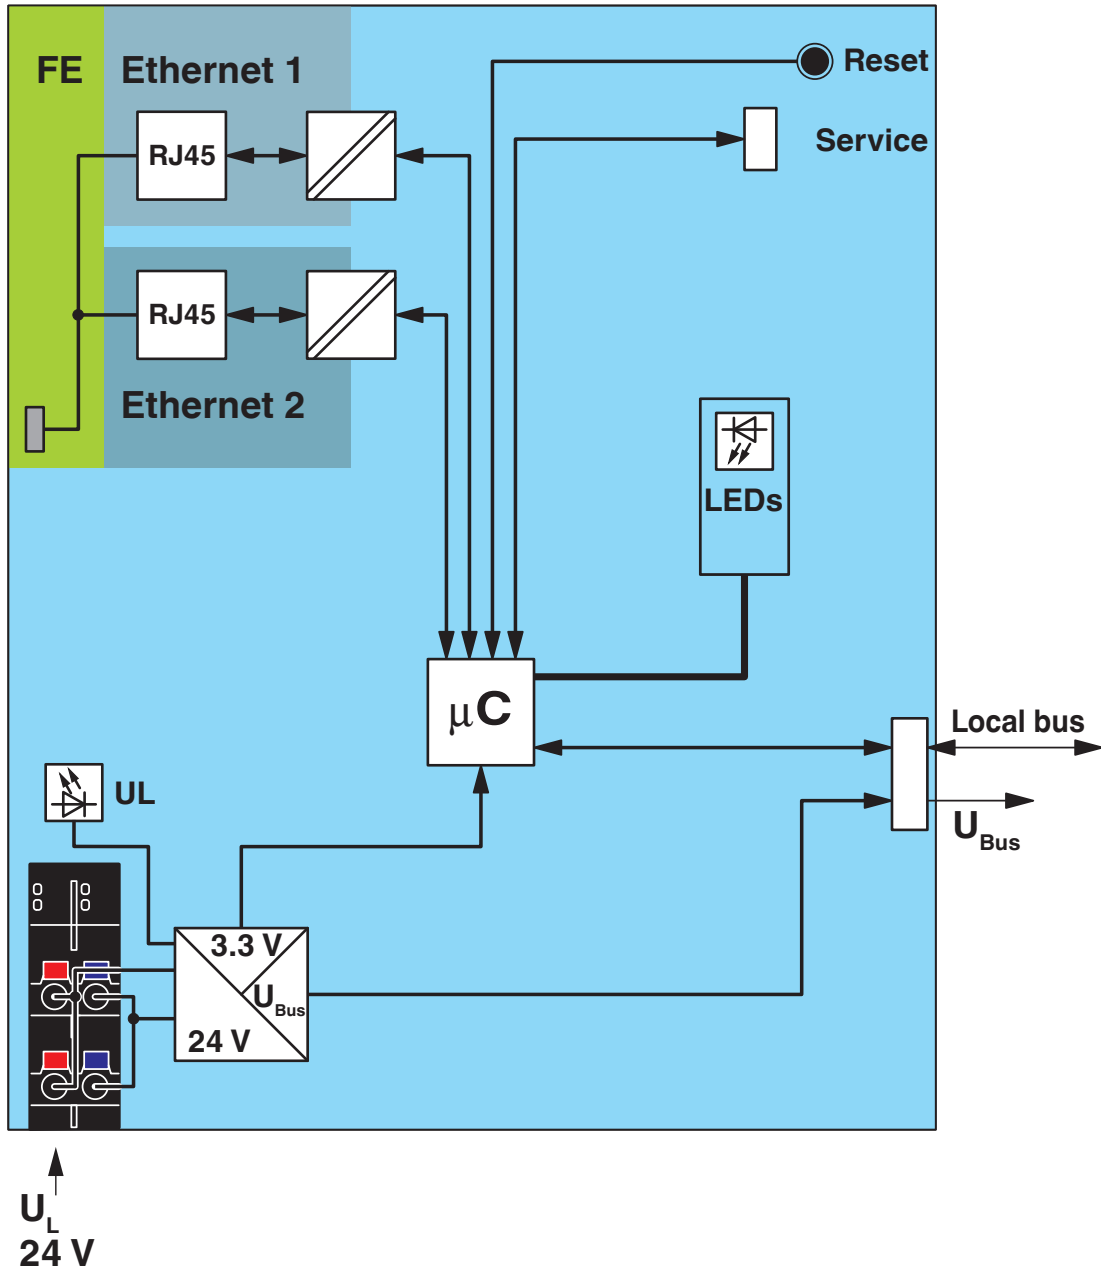 FE
Ethernet 1
Reset
RJ45
Service
RJ45
Ethernet 2
LEDs
µC
Local bus
UL
U Bus
3.3 V
U Bus
24 V
U L
24 V